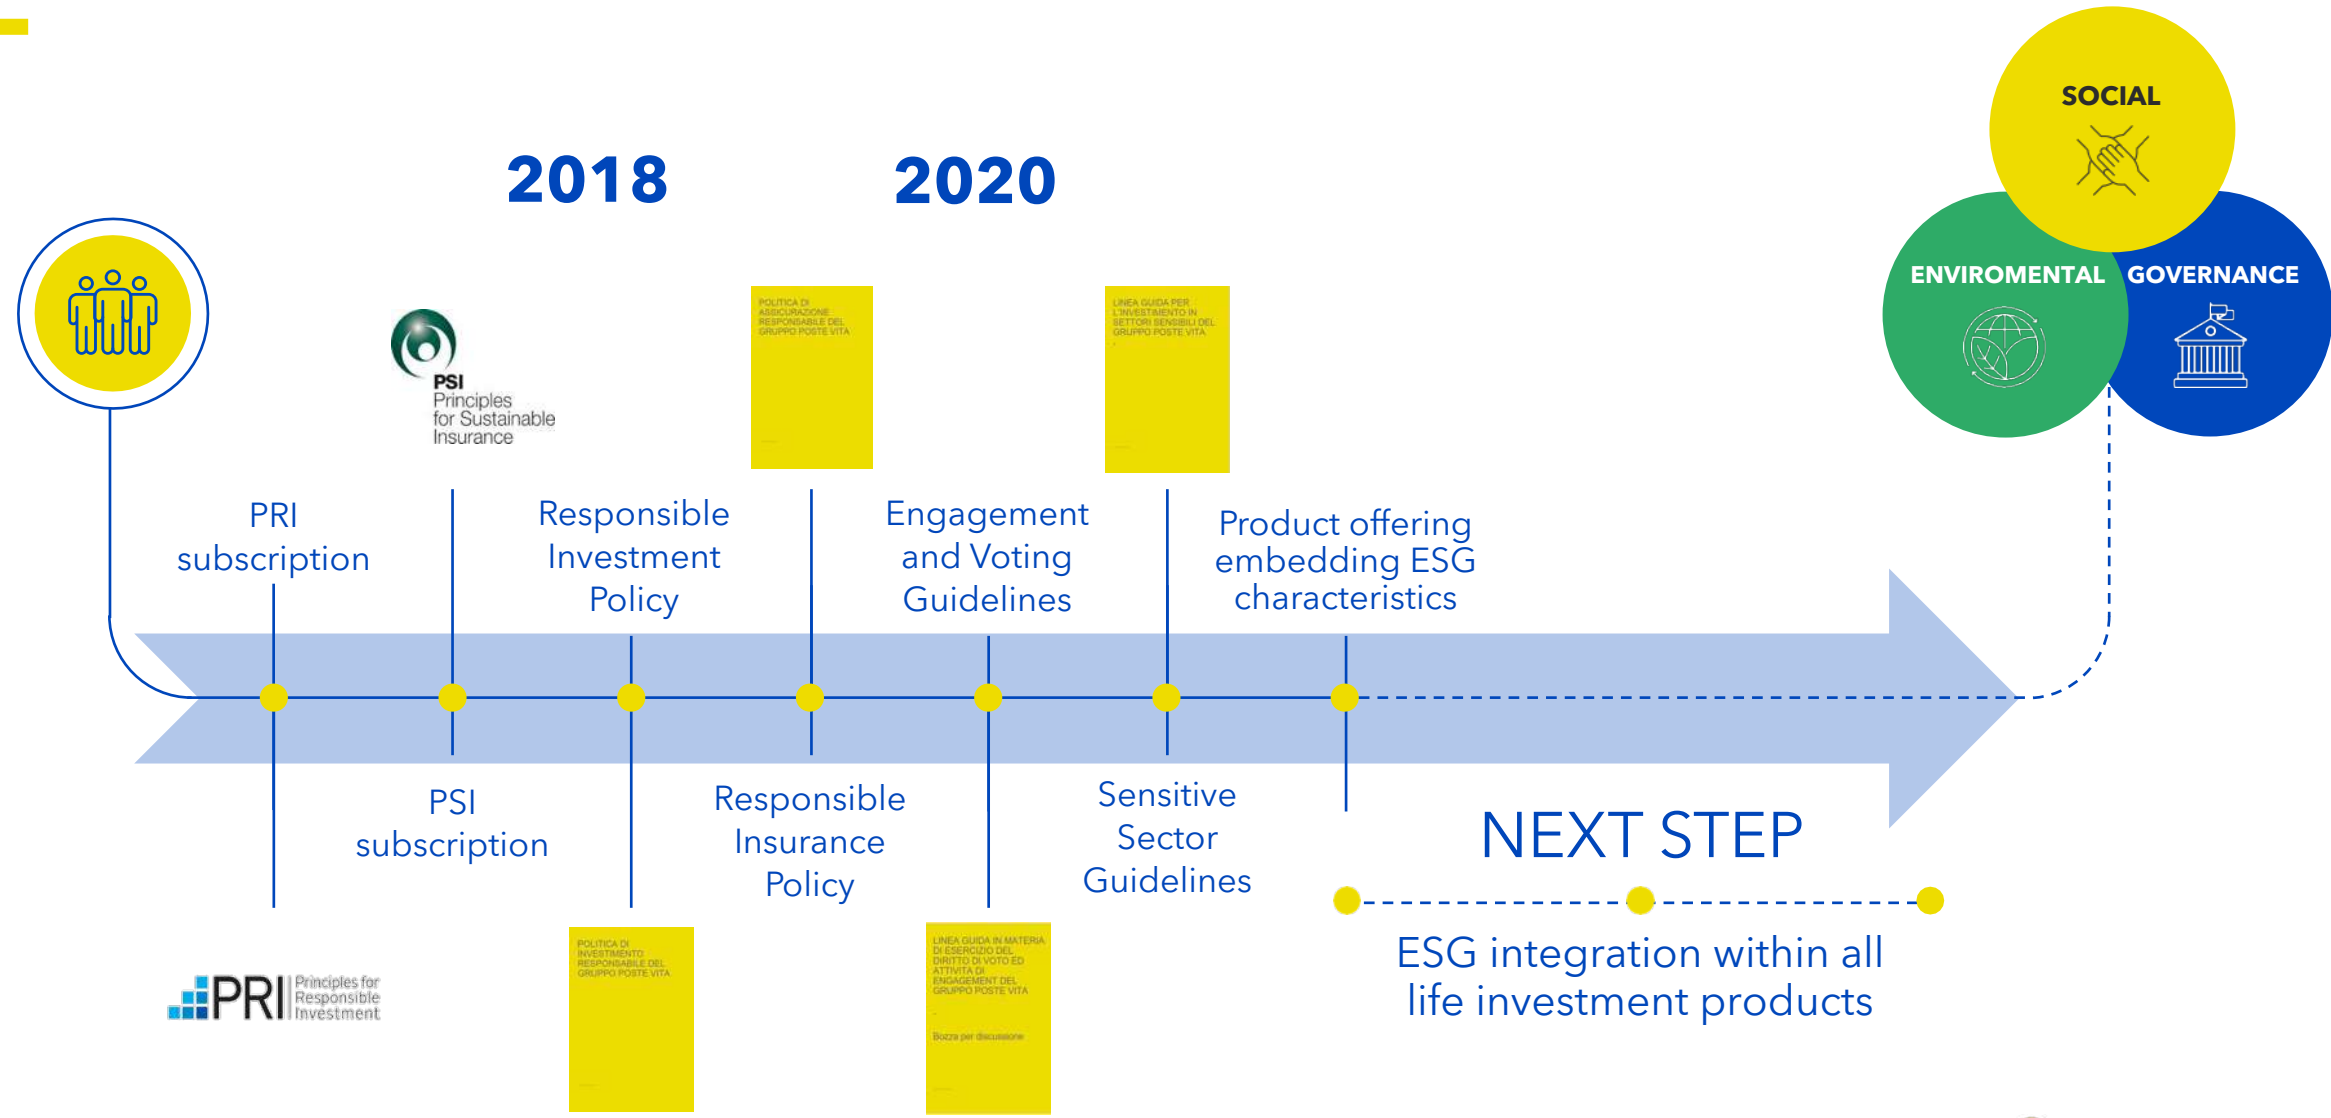 SOCIAL
2018
2020
ENVIROMENTAL
GOVERNANCE
POLITICA DI
ASSICURAZIONE
RESPONSABILE DEL
GRUPPO POSTE VITA
LINEA GUIDA PER
L'INVESTIMENTO IN
SETTORI SENSIBILI DEL
GRUPPO POSTE VITA
PSI
Principles
for Sustainable
Insurance
PRI
subscription
Responsible
Investment
Policy
Engagement
and Voting
Guidelines
Product offering
embedding ESG
characteristics
PSI
subscription
Responsible
Insurance
Policy
Sensitive
Sector
Guidelines
NEXT STEP
ESG integration within all
life investment products
PRI
Principles for
Responsible
Investment
POLITICA DI
INVESTIMENTO
RESPONSABILE DEL
GRUPPO POSTE VITA
LINEA GUIDA IN MATERIA
DI ESERCIZIO DEL
DIRITTO DI VOTO ED
ATTIVITA DI
ENGAGEMENT DEL
GRUPPO POSTE VITA
Bozza per discussione